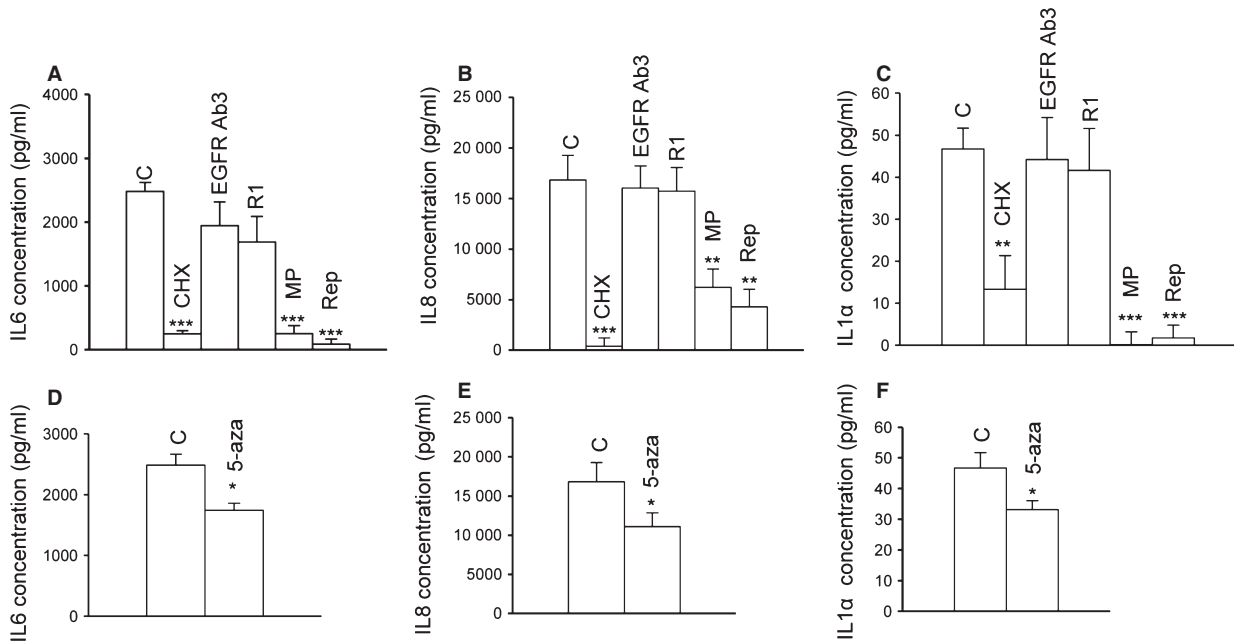 A
IL6 concentration (pg/ml)
4000
3000
2000
1000
0
C
CHX
***
EGFR Ab3
R1
MP
***
Rep
***
B
IL8 concentration (pg/ml)
25 000
20 000
15 000
10 000
5000
0
C
CHX
***
EGFR Ab3
R1
MP
**
Rep
**
C
IL1α concentration (pg/ml)
60
50
40
30
20
10
0
C
CHX
**
EGFR Ab3
R1
MP
***
Rep
***
D
IL6 concentration (pg/ml)
3000
2000
1000
0
C
* 5-aza
E
IL8 concentration (pg/ml)
25 000
20 000
15 000
10 000
5000
0
C
* 5-aza
F
IL1α concentration (pg/ml)
60
50
40
30
20
10
0
C
* 5-aza